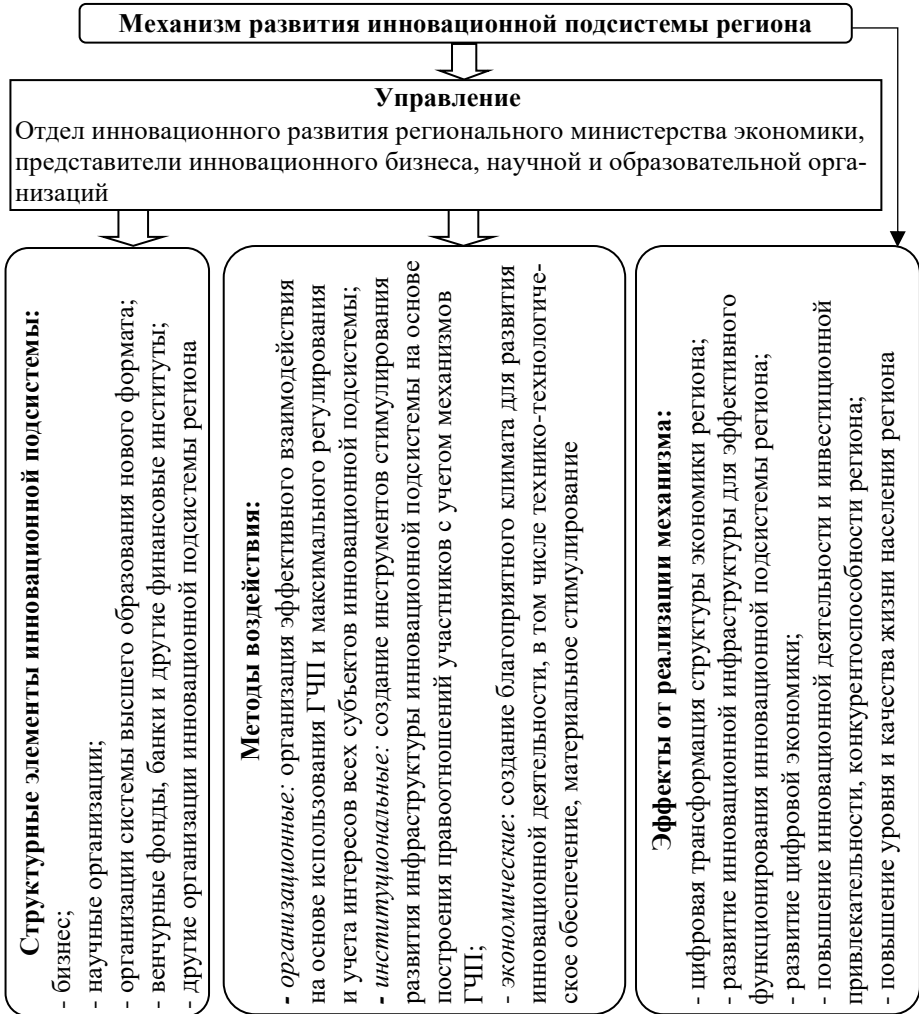 Механизм развития инновационной подсистемы региона
Управление
Отдел инновационного развития регионального министерства экономики,
представители инновационного бизнеса, научной и образовательной орга-
низаций
Структурные элементы инновационной подсистемы:
- бизнес;
- научные организации;
- организации системы высшего образования нового формата;
- венчурные фонды, банки и другие финансовые институты;
- другие организации инновационной подсистемы региона
Методы воздействия:
- организационные: организация эффективного взаимодействия
на основе использования ГЧП и максимального регулирования
и учета интересов всех субъектов инновационной подсистемы;
- институциональные: создание инструментов стимулирования
развития инфраструктуры инновационной подсистемы на основе
построения правоотношений участников с учетом механизмов
ГЧП;
- экономические: создание благоприятного климата для развития
инновационной деятельности, в том числе технико-технологиче-
ское обеспечение, материальное стимулирование
Эффекты от реализации механизма:
- цифровая трансформация структуры экономики региона;
- развитие инновационной инфраструктуры для эффективного
функционирования инновационной подсистемы региона;
- развитие цифровой экономики;
- повышение инновационной деятельности и инвестиционной
привлекательности, конкурентоспособности региона;
- повышение уровня и качества жизни населения региона